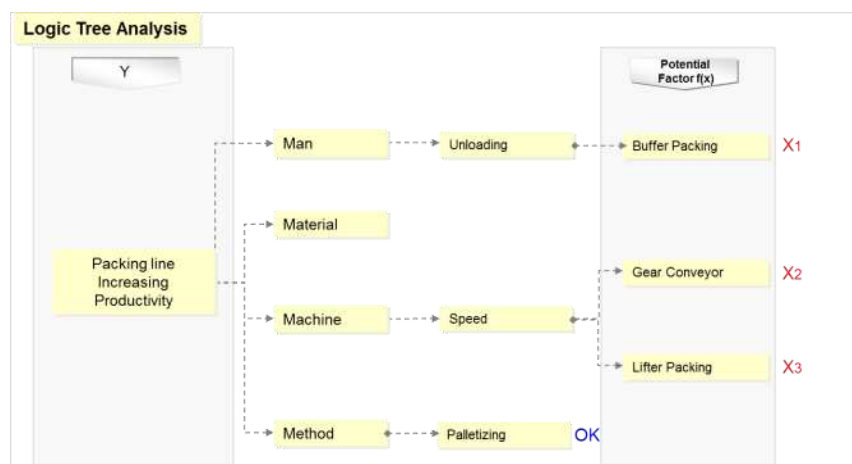 Logic Tree Analysis
Y
Potential
Factor f(x)
Man
Unloading
Buffer Packing
X1
Material
Packing line
Increasing
Productivity
Gear Conveyor
X2
Machine
Speed
Lifter Packing
X3
Method
Palletizing
OK